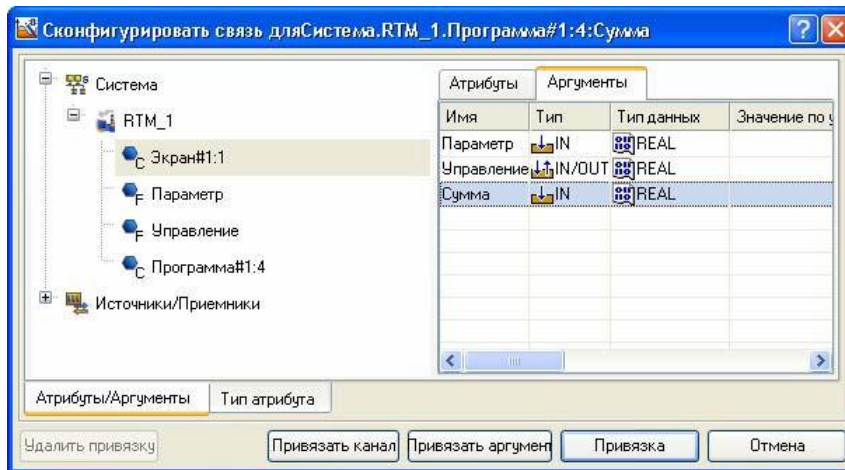 Сконфигурировать связь дляСистема.RTM_1.Программа#1:4:Сумма
Система
RTM_1
Экран#1:1
Параметр
Управление
Программа#1:4
Источники/Приемники
Атрибуты/Аргументы Тип атрибута
Атрибуты Аргументы
Имя Тип Тип данных Значение по у
Параметр IN REAL
Управление IN/OUT REAL
Сумма IN REAL
Удалить привязку Привязать канал Привязать аргумент Привязка Отмена